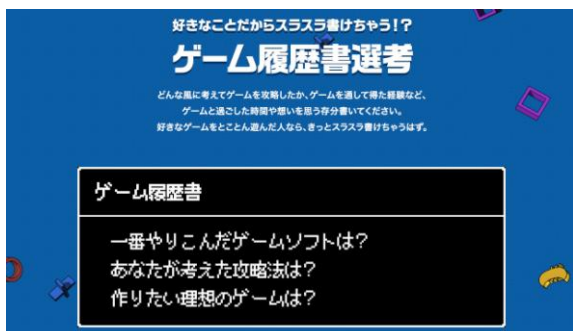 好きなことだからスラスラ書けちゃう!?
ゲーム履歴書選考
どんな風に考えてゲームを攻略したか、ゲームを通して得た経験など、
ゲームと過ごした時間や想いを思う存分書いてください。
好きなゲームをとことん遊んだ人なら、きっとスラスラ書けちゃうはず。
ゲーム履歴書
一番やりこんだゲームソフトは?
あなたが考えた攻略法は?
作りたい理想のゲームは?